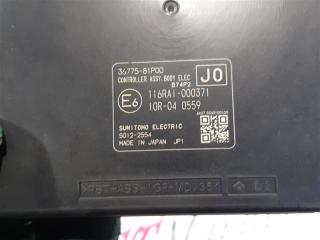 36775-81P00
CONTROLLER ASSY.BODY ELEC
B74P2
J0
E6
116RA1-000371
10R-04 0559
SUMITOMO ELECTRIC
5012-2554
MADE IN JAPAN JP1